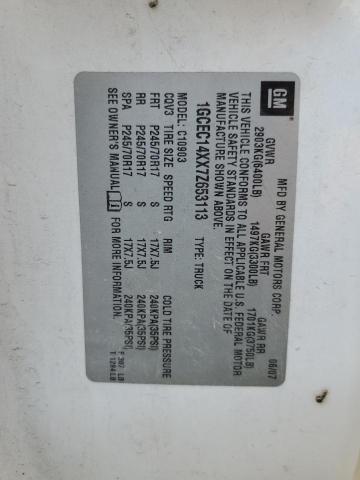 GM
MFD BY GENERAL MOTORS CORP. 06/07
GVWR GAWR FRT GAWR RR
2903KG(6400LB) 1497KG(3300LB) 1701KG(3750LB)
THIS VEHICLE CONFORMS TO ALL APPLICABLE U.S. FEDERAL MOTOR
VEHICLE SAFETY STANDARDS IN EFFECT ON THE DATE OF
MANUFACTURE SHOWN ABOVE.
1GCEC14XX7Z653113 TYPE: TRUCK
MODEL: C10903
CQV3 TIRE SIZE SPEED RTG RIM COLD TIRE PRESSURE
FRT P245/70R17 S 17X7.5J 240KPA(35PSI)
RR P245/70R17 S 17X7.5J 240KPA(35PSI)
SPA P245/70R17 S 17X7.5J 240KPA(35PSI)
SEE OWNER'S MANUAL